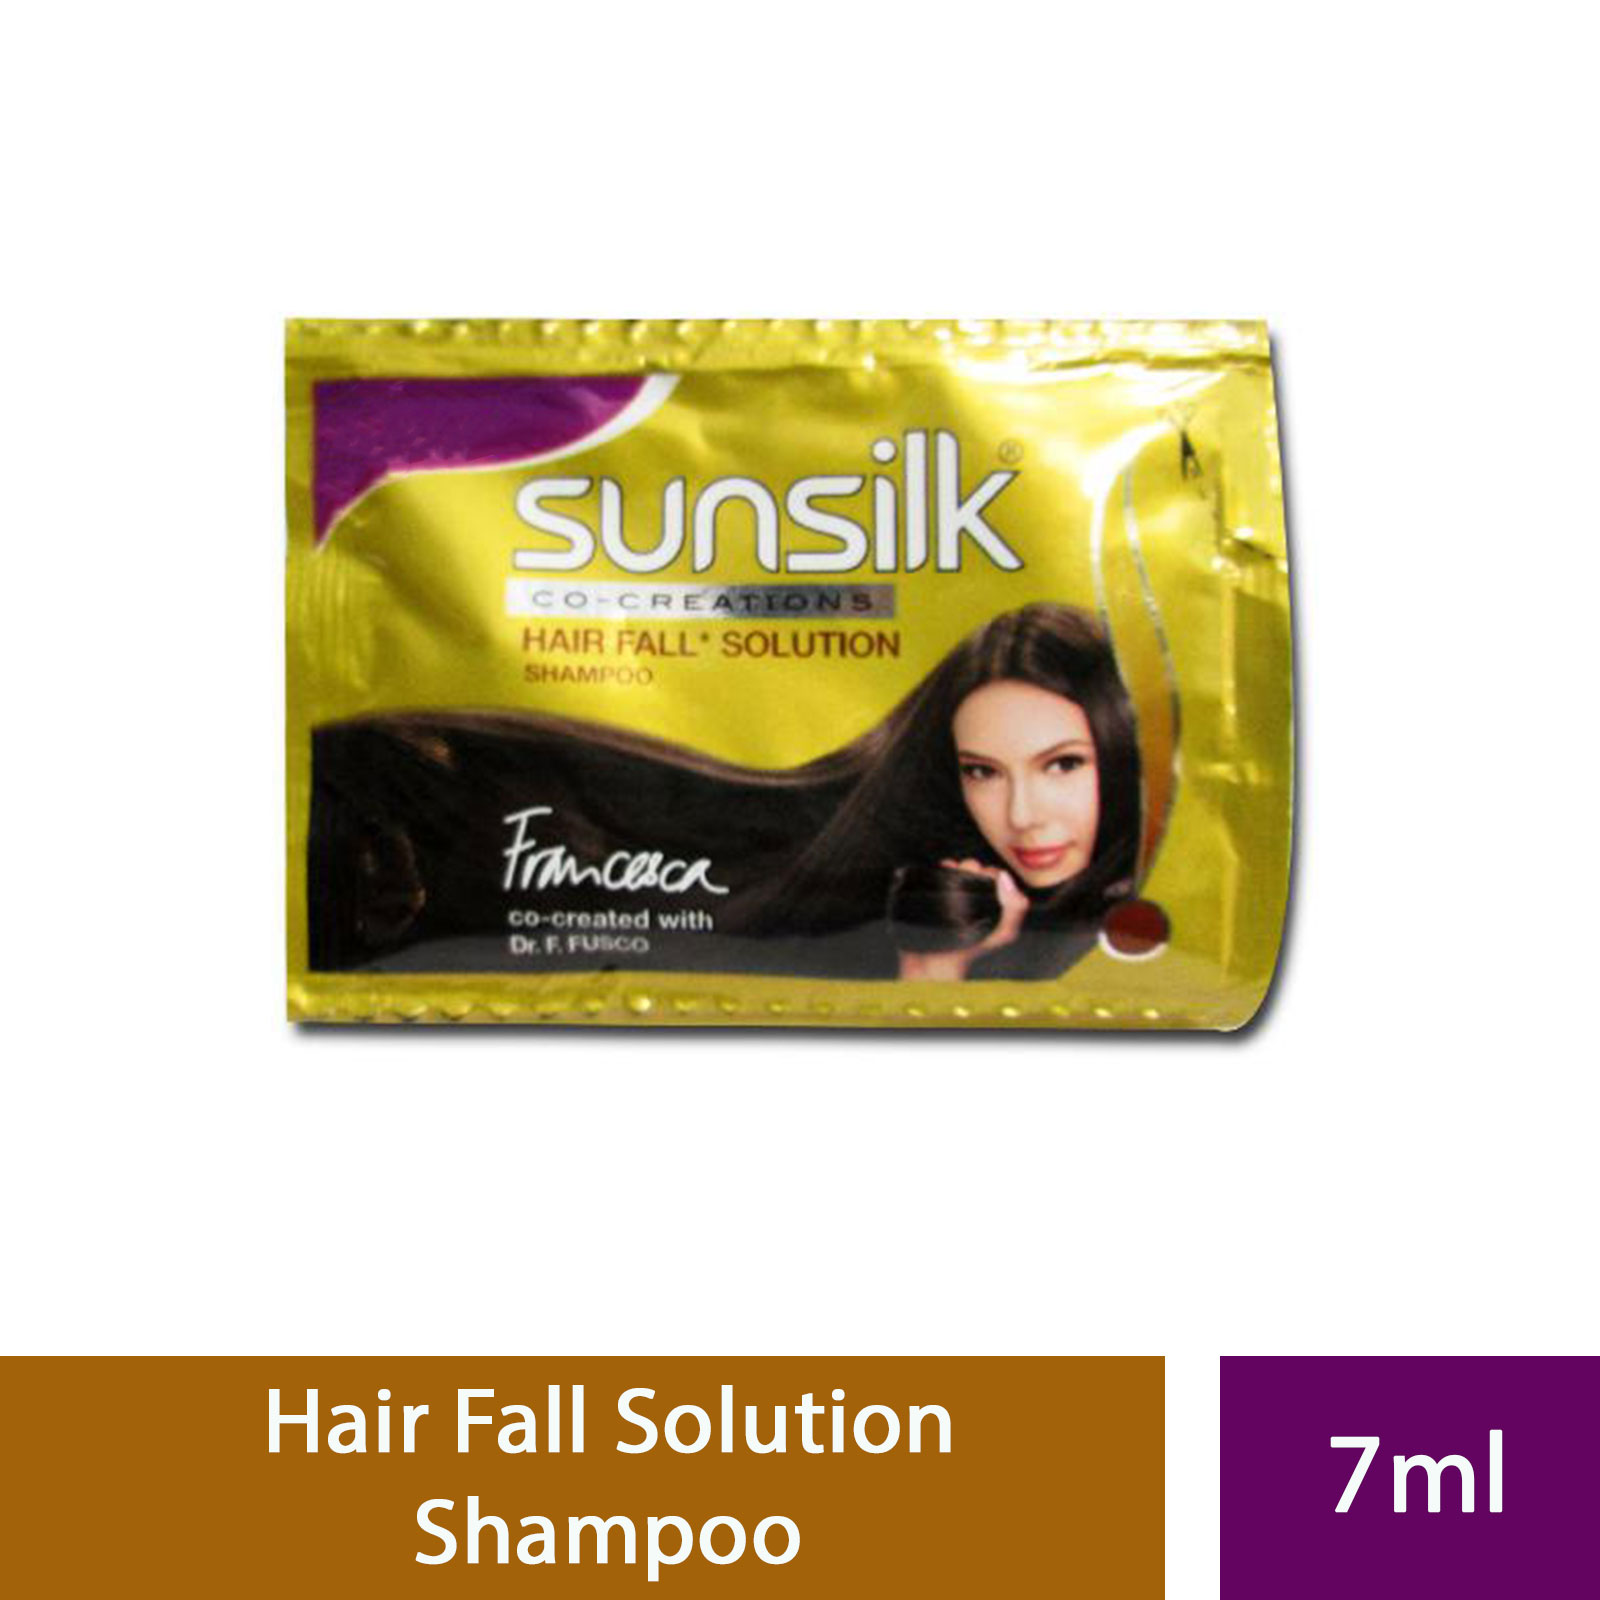 sunsilk®
CO-CREATIONS
HAIR FALL* SOLUTION
SHAMPOO
Francesca
co-created with
Dr. F. FUSCO
Hair Fall Solution
Shampoo
7ml